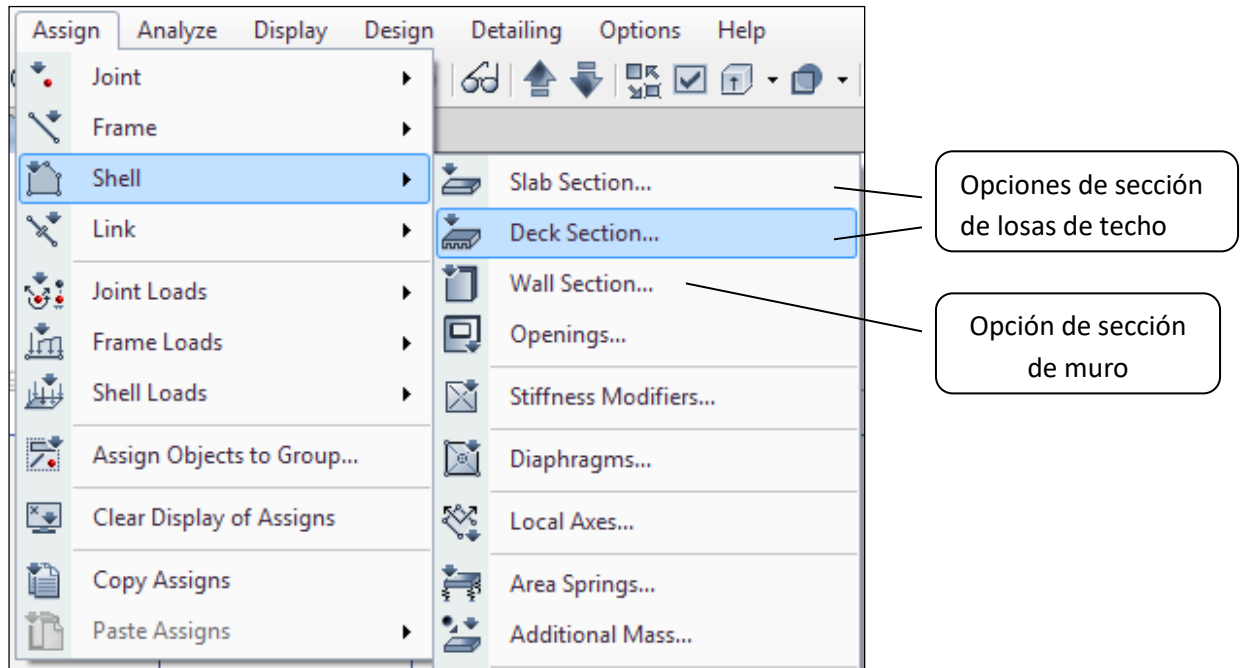 Assign Analyze Display Design Detailing Options Help
Joint
Frame
Shell
Link
Joint Loads
Frame Loads
Shell Loads
Assign Objects to Group...
Clear Display of Assigns
Copy Assigns
Paste Assigns
Slab Section...
Deck Section...
Wall Section...
Openings...
Stiffness Modifiers...
Diaphragms...
Local Axes...
Area Springs...
Additional Mass...
Opciones de sección
de losas de techo
Opción de sección
de muro